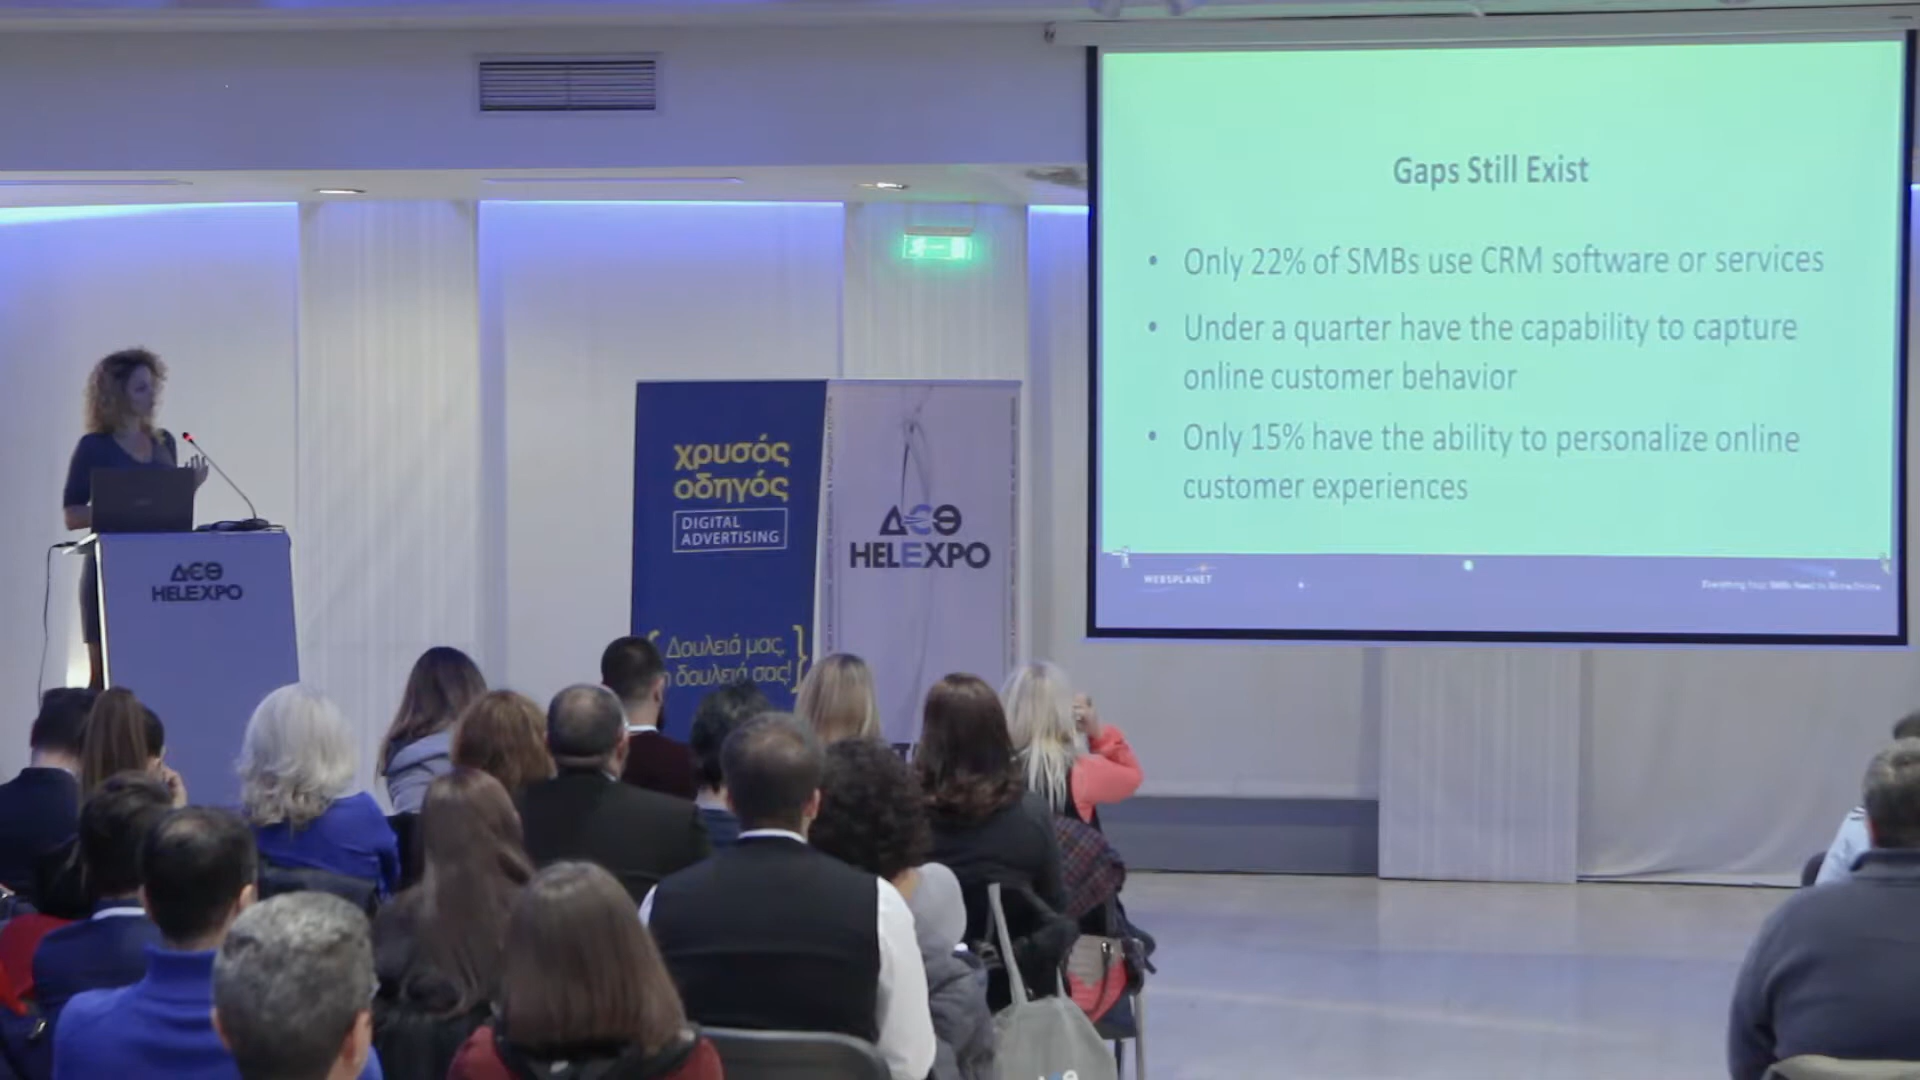 Gaps Still Exist
• Only 22% of SMBs use CRM software or services
• Under a quarter have the capability to capture
online customer behavior
• Only 15% have the ability to personalize online
customer experiences
WEBSPLANET
χρυσός
οδηγός
DIGITAL
ADVERTISING
{ Δουλειά μας, }
η δουλειά σας!
ΔЄΘ
HELEXPO
ΔЄΘ
HELEXPO